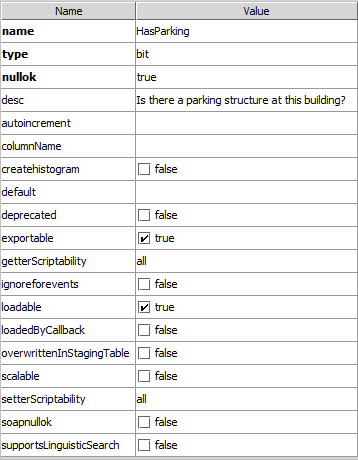 Name Value
name HasParking
type bit
nullok true
desc Is there a parking structure at this building?
autoincrement
columnName
createhistogram false
default
deprecated false
exportable true
getterScriptability all
ignoreforevents false
loadable true
loadedByCallback false
overwrittenInStagingTable false
scalable false
setterScriptability all
soapnullok false
supportsLinguisticSearch false